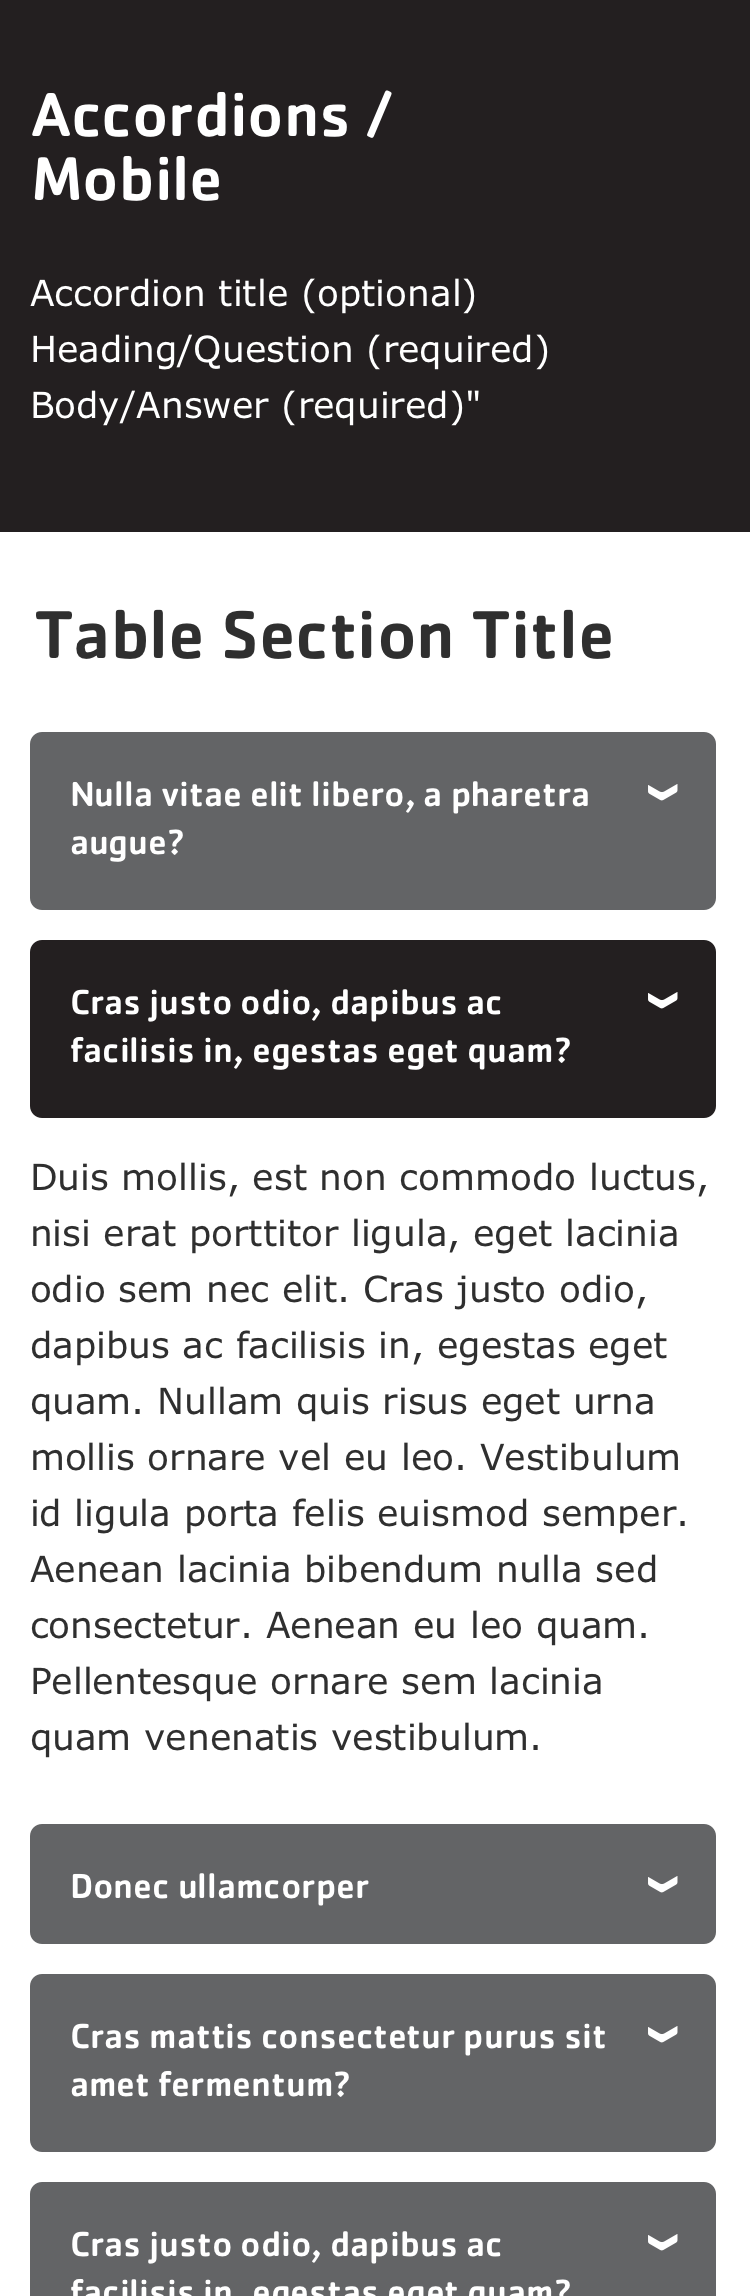 Accordions /
Mobile
Accordion title (optional)
Heading/Question (required)
Body/Answer (required)"
Table Section Title
Nulla vitae elit libero, a pharetra
augue?
Cras justo odio, dapibus ac
facilisis in, egestas eget quam?
Duis mollis, est non commodo luctus,
nisi erat porttitor ligula, eget lacinia
odio sem nec elit. Cras justo odio,
dapibus ac facilisis in, egestas eget
quam. Nullam quis risus eget urna
mollis ornare vel eu leo. Vestibulum
id ligula porta felis euismod semper.
Aenean lacinia bibendum nulla sed
consectetur. Aenean eu leo quam.
Pellentesque ornare sem lacinia
quam venenatis vestibulum.
Donec ullamcorper
Cras mattis consectetur purus sit
amet fermentum?
Cras justo odio, dapibus ac
facilisis in, egestas eget quam?